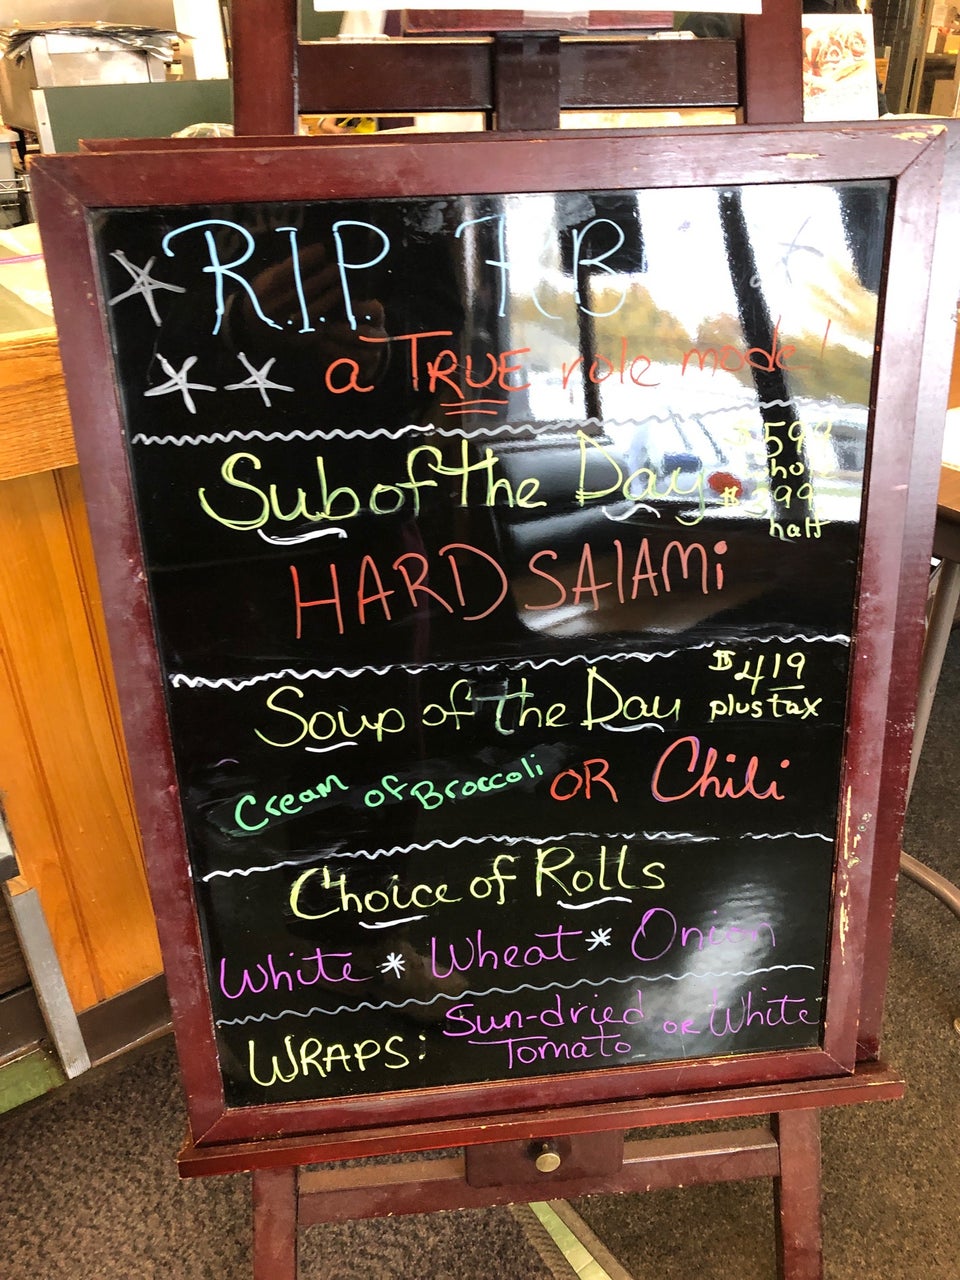 R.I.P.
a TRUE role model!
Sub of the Day
$5.99
$3.99
half
HARD SALAMi
Soup of the Day
$4.19
plus tax
Cream of Broccoli OR Chili
Choice of Rolls
White * Wheat * Onion
WRAPS: Sun-dried Tomato OR White